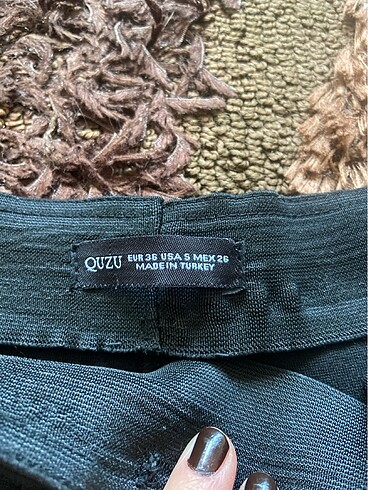 QUZU EUR 36 USA S MEX 26
MADE IN TURKEY